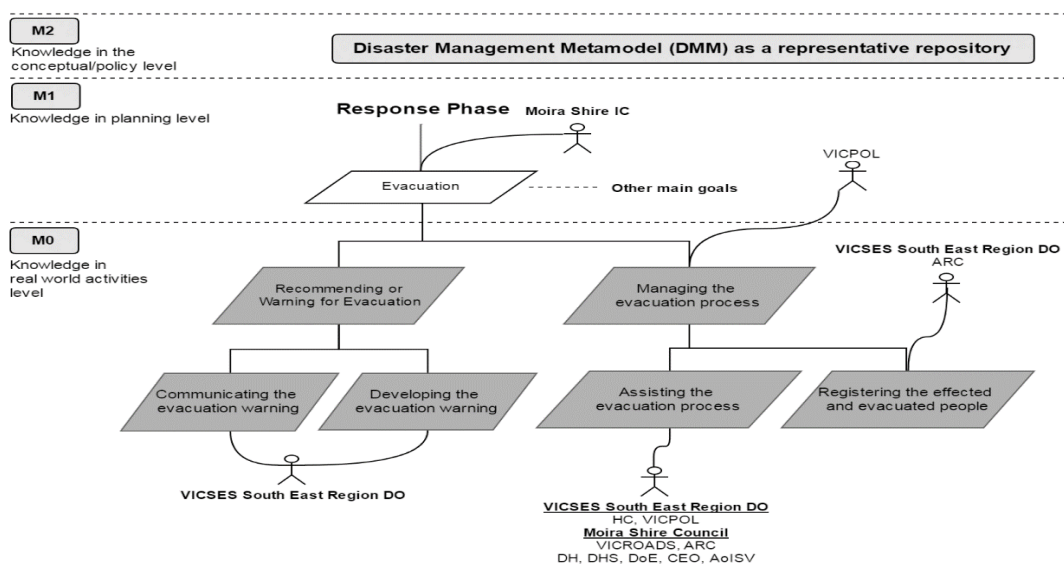 M2
Knowledge in the
conceptual/policy level
Disaster Management Metamodel (DMM) as a representative repository
M1
Knowledge in planning level
Response Phase
Moira Shire IC
VICPOL
Evacuation
Other main goals
M0
Knowledge in
real world activities
level
VICSES South East Region DO
ARC
Recommending or
Warning for Evacuation
Managing the
evacuation process
Communicating the
evacuation warning
Developing the
evacuation warning
Assisting the
evacuation process
Registering the effected
and evacuated people
VICSES South East Region DO
VICSES South East Region DO
HC, VICPOL
Moira Shire Council
VICROADS, ARC
DH, DHS, DoE, CEO, AoISV